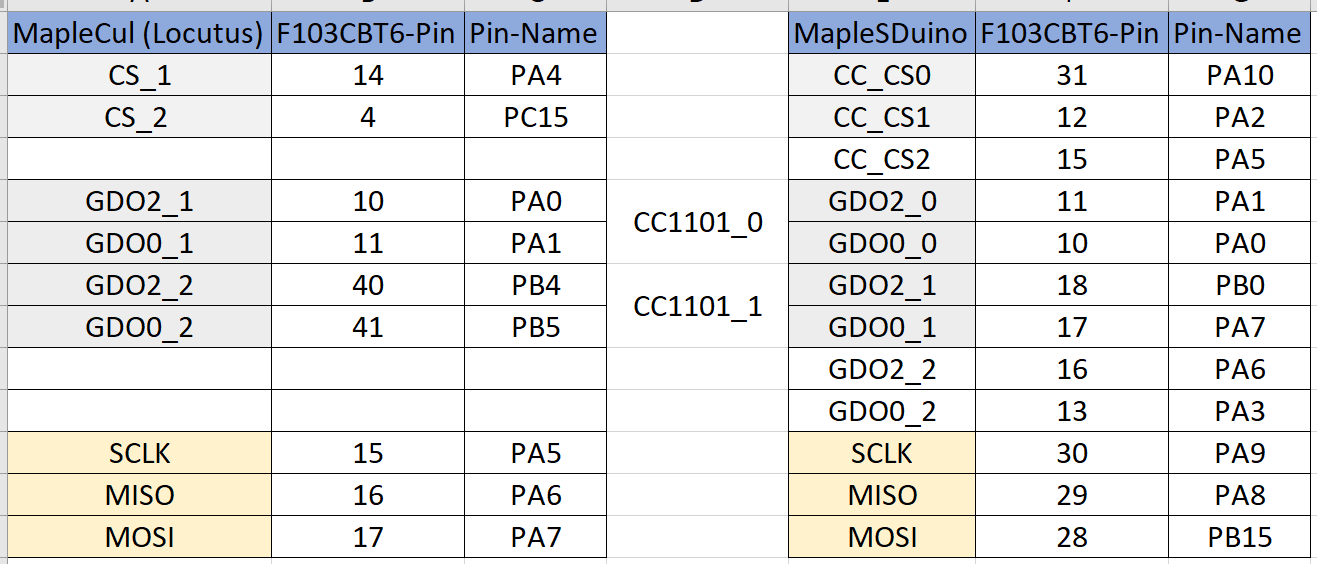 MapleCul (Locutus) F103CBT6-Pin Pin-Name MapleSDuino F103CBT6-Pin Pin-Name
CS_1 14 PA4 CC_CS0 31 PA10
CS_2 4 PC15 CC_CS1 12 PA2
CC_CS2 15 PA5
GDO2_1 10 PA0 GDO2_0 11 PA1
CC1101_0
GDO0_1 11 PA1 GDO0_0 10 PA0
GDO2_2 40 PB4 GDO2_1 18 PB0
CC1101_1
GDO0_2 41 PB5 GDO0_1 17 PA7
GDO2_2 16 PA6
GDO0_2 13 PA3
SCLK 15 PA5 SCLK 30 PA9
MISO 16 PA6 MISO 29 PA8
MOSI 17 PA7 MOSI 28 PB15